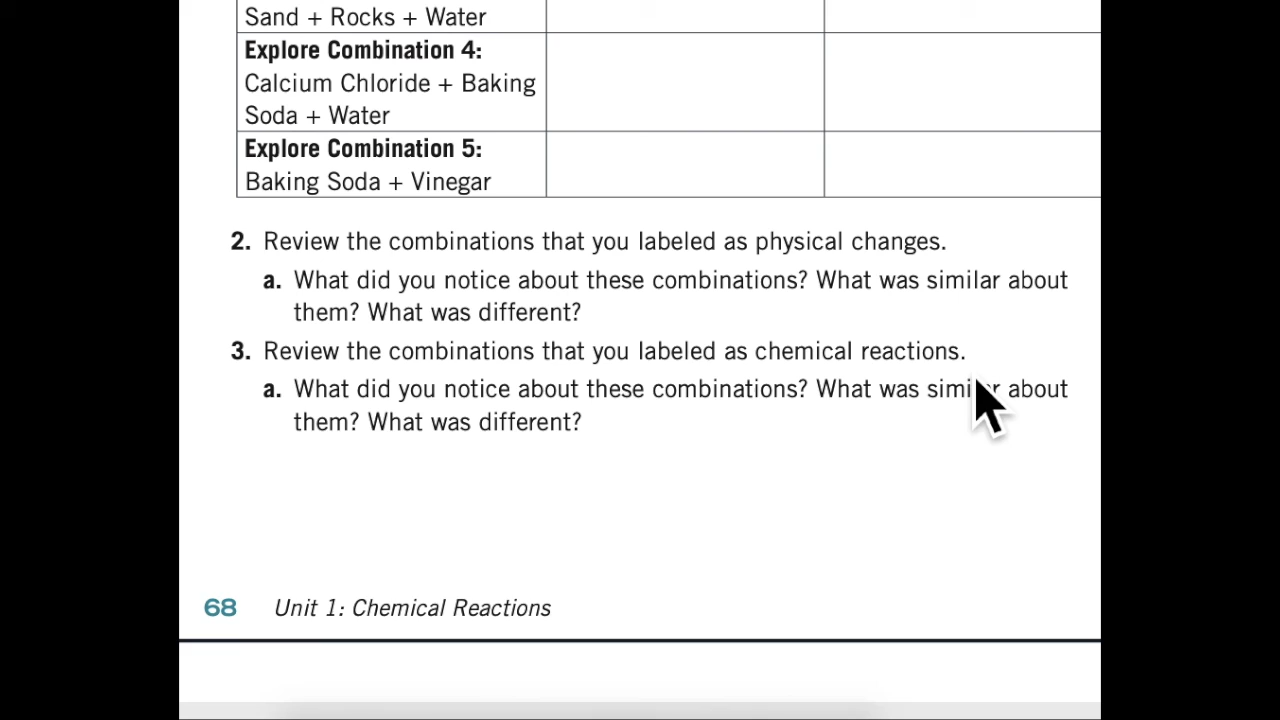 Sand + Rocks + Water
Explore Combination 4:
Calcium Chloride + Baking
Soda + Water
Explore Combination 5:
Baking Soda + Vinegar
2. Review the combinations that you labeled as physical changes.
a. What did you notice about these combinations? What was similar about
them? What was different?
3. Review the combinations that you labeled as chemical reactions.
a. What did you notice about these combinations? What was similar about
them? What was different?
68 Unit 1: Chemical Reactions